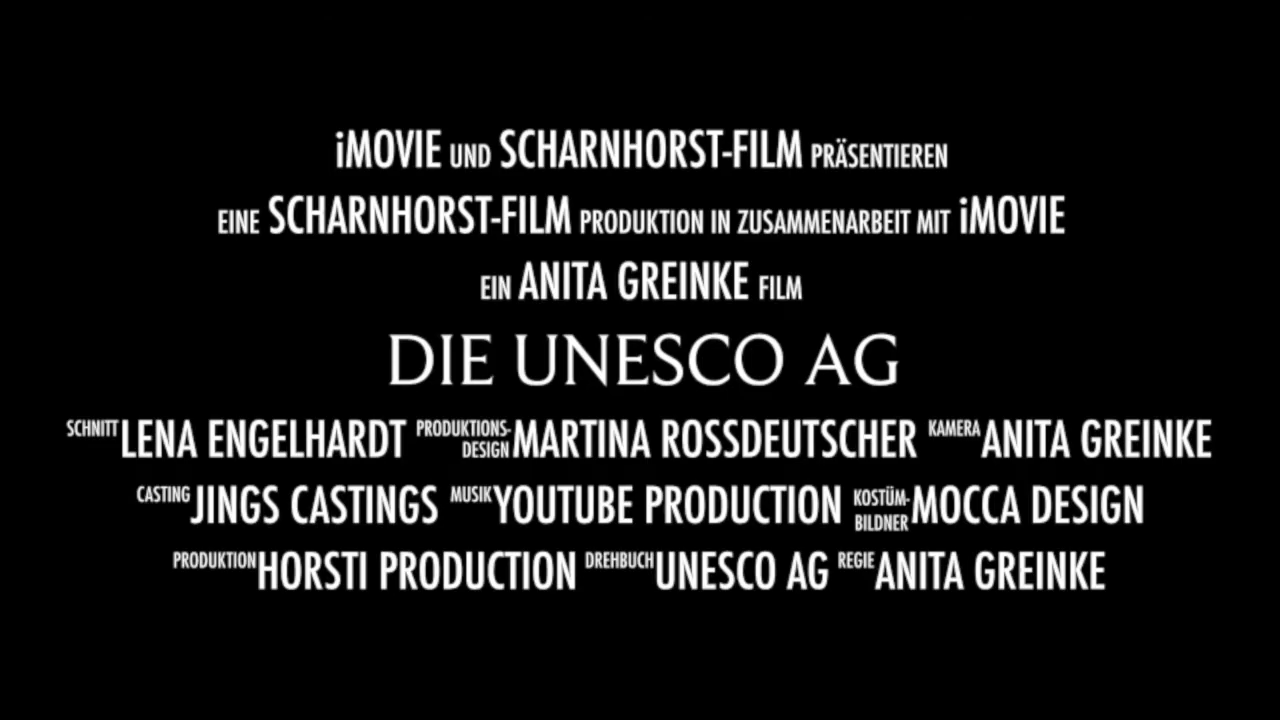 iMOVIE UND SCHARNHORST-FILM PRÄSENTIEREN
EINE SCHARNHORST-FILM PRODUKTION IN ZUSAMMENARBEIT MIT iMOVIE
EIN ANITA GREINKE FILM
DIE UNESCO AG
SCHNITT LENA ENGELHARDT PRODUKTIONS-DESIGN MARTINA ROSSDEUTSCHER KAMERA ANITA GREINKE
CASTING JINGS CASTINGS MUSIK YOUTUBE PRODUCTION KOSTÜM-BILDNER MOCCA DESIGN
PRODUKTION HORSTI PRODUCTION DREHBUCH UNESCO AG REGIE ANITA GREINKE